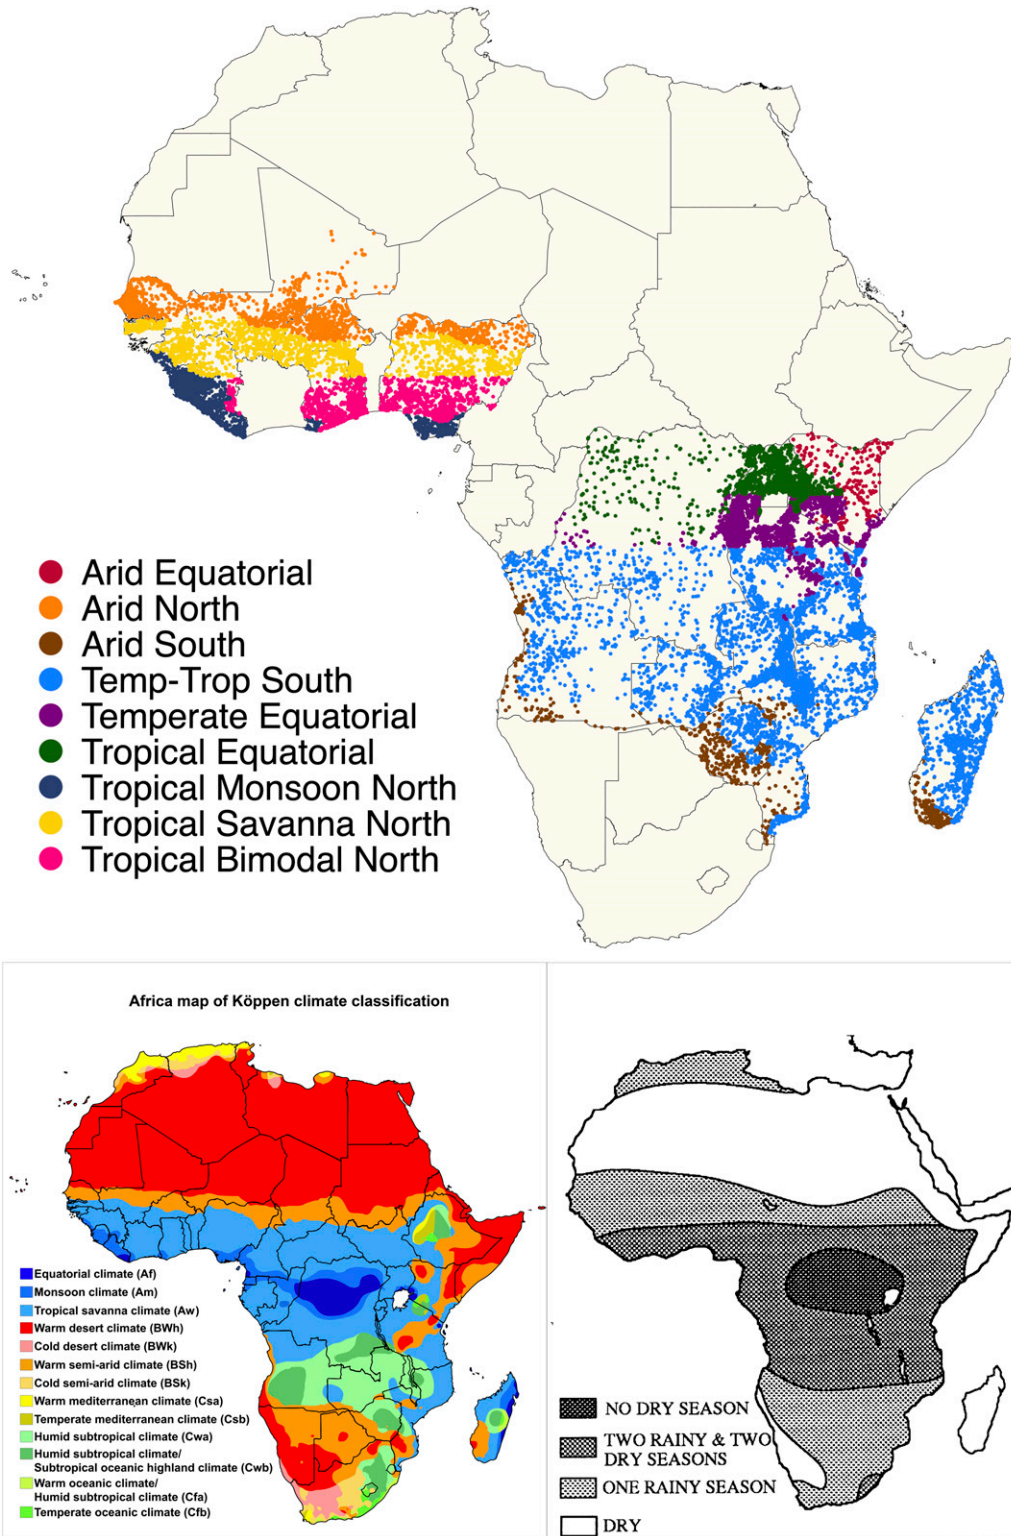 Arid Equatorial
Arid North
Arid South
Temp-Trop South
Temperate Equatorial
Tropical Equatorial
Tropical Monsoon North
Tropical Savanna North
Tropical Bimodal North
Africa map of Köppen climate classification
Equatorial climate (Af)
Monsoon climate (Am)
Tropical savanna climate (Aw)
Warm desert climate (BWh)
Cold desert climate (BWk)
Warm semi-arid climate (BSh)
Cold semi-arid climate (BSk)
Warm mediterranean climate (Csa)
Temperate mediterranean climate (Csb)
Humid subtropical climate (Cwa)
Humid subtropical climate/
Subtropical oceanic highland climate (Cwb)
Warm oceanic climate/
Humid subtropical climate (Cfa)
Temperate oceanic climate (Cfb)
NO DRY SEASON
TWO RAINY & TWO
DRY SEASONS
ONE RAINY SEASON
DRY